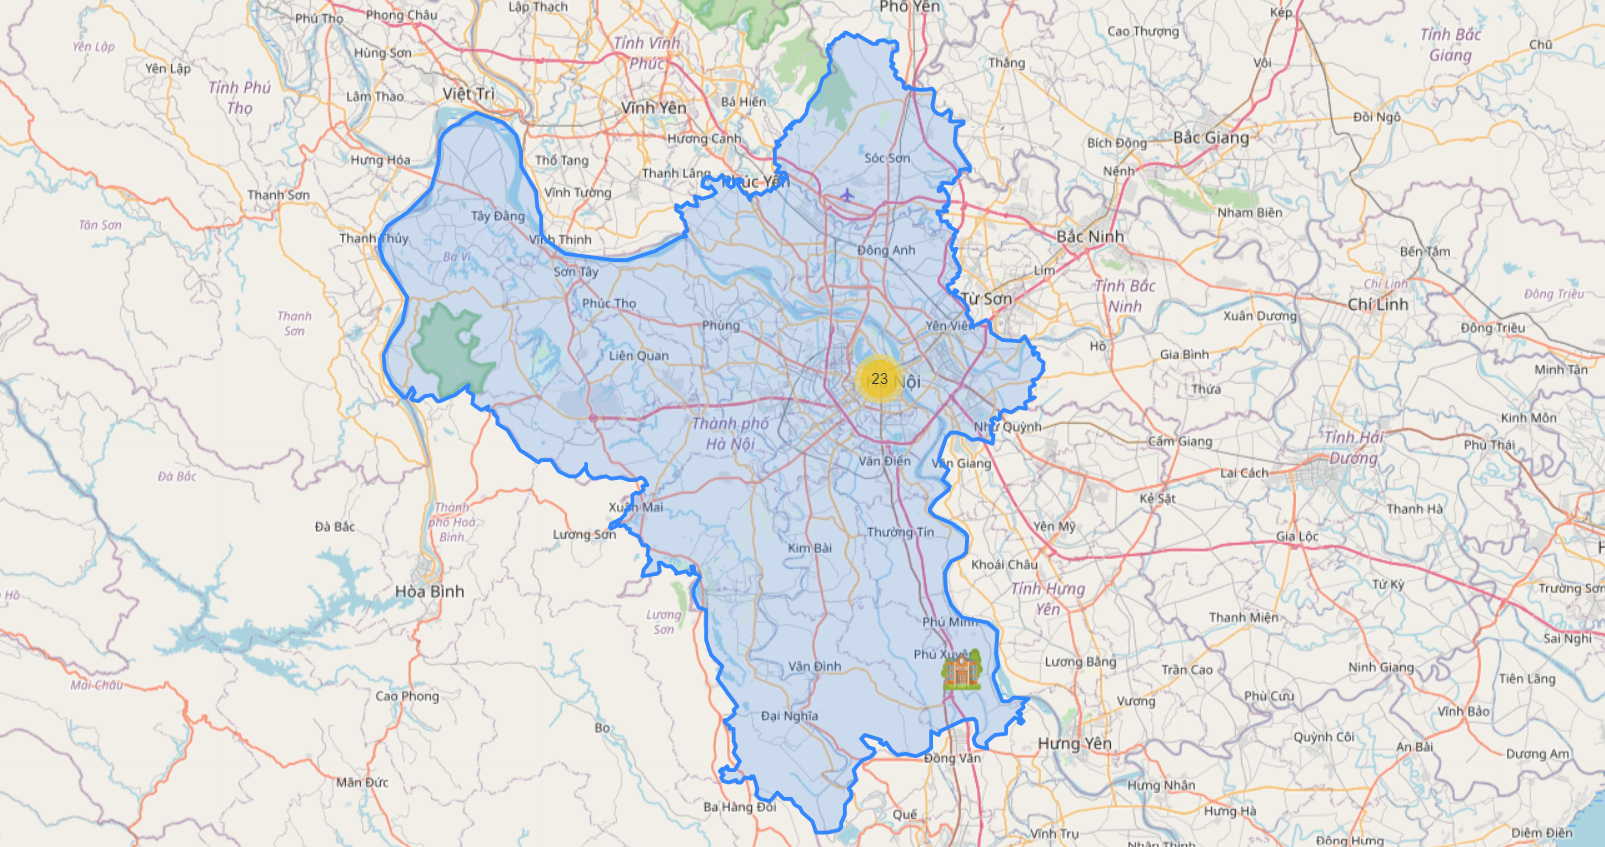 Phú Thọ
Phong Châu
Lập Thạch
Phổ Yên
Kép
Yên Lập
Hùng Sơn
Tỉnh Vĩnh
Phúc
Cao Thượng
Tỉnh Bắc
Giang
Chũ
Yên Lập
Tỉnh Phú
Thọ
Lâm Thao
Việt Trì
Vĩnh Yên
Bá Hiến
Thắng
Vôi
Đồi Ngô
Hưng Hóa
Thổ Tang
Hương Canh
Sóc Sơn
Bích Động
Bắc Giang
Thanh Sơn
Vĩnh Tường
Thanh Lãng
Phúc Yên
Nếnh
Nham Biền
Tân Sơn
Tây Đằng
Thanh Thủy
Vĩnh Thịnh
Đông Anh
Bắc Ninh
Bến Tắm
Ba Vì
Sơn Tây
Lim
Thanh
Sơn
Phúc Thọ
Từ Sơn
Tỉnh Bắc
Ninh
Chí Linh
Chí Linh
Đông Triều
Phùng
Yên Viên
Xuân Dương
Đông Triều
Liên Quan
Hồ
Gia Bình
Minh Tân
23
Nội
Thứa
Thành phố
Hà Nội
Như Quỳnh
Kinh Môn
Cẩm Giang
Tỉnh Hải
Dương
Phú Thái
Đà Bắc
Văn Điển
Văn Giang
Lai Cách
Thành
phố Hoà
Bình
Xuân Mai
Kẻ Sặt
Thanh Hà
Đà Bắc
Lương Sơn
Thường Tín
Yên Mỹ
Gia Lộc
Kim Bài
Khoái Châu
Hòa Bình
Tỉnh Hưng
Yên
Tứ Kỳ
Trường Sơn
Lương
Sơn
Phú Minh
Thanh Miện
Sai Nghi
Vân Đình
Phú Xuyên
Lương Bằng
Trần Cao
Ninh Giang
Mai Châu
Cao Phong
Tiên Lãng
Đại Nghĩa
Vương
Phù Cừ
Vĩnh Bảo
Bo
Hưng Yên
Quỳnh Côi
An Bài
Đồng Văn
Dương Am
Mãn Đức
Hưng Nhân
Ba Hàng Đồi
Quế
Hưng Hà
Vĩnh Trụ
Đông Hưng
Diêm Điền